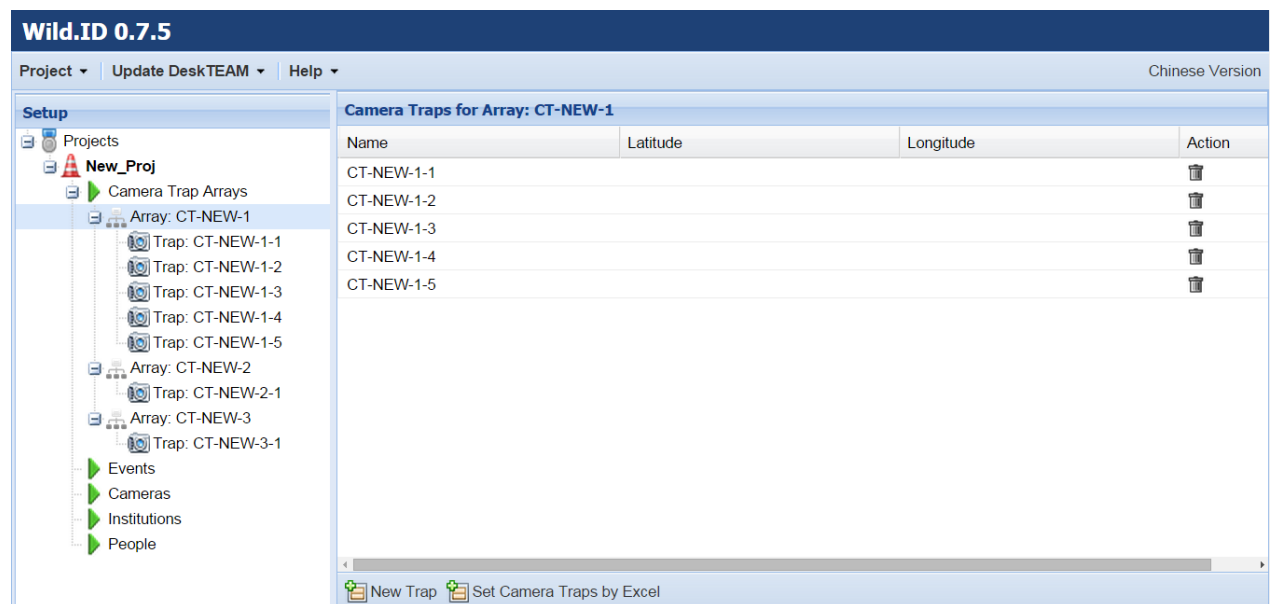 Wild.ID 0.7.5
Project Update DeskTEAM Help Chinese Version
Setup
Projects
New_Proj
Camera Trap Arrays
Array: CT-NEW-1
Trap: CT-NEW-1-1
Trap: CT-NEW-1-2
Trap: CT-NEW-1-3
Trap: CT-NEW-1-4
Trap: CT-NEW-1-5
Array: CT-NEW-2
Trap: CT-NEW-2-1
Array: CT-NEW-3
Trap: CT-NEW-3-1
Events
Cameras
Institutions
People
Camera Traps for Array: CT-NEW-1
Name Latitude Longitude Action
CT-NEW-1-1
CT-NEW-1-2
CT-NEW-1-3
CT-NEW-1-4
CT-NEW-1-5
New Trap Set Camera Traps by Excel